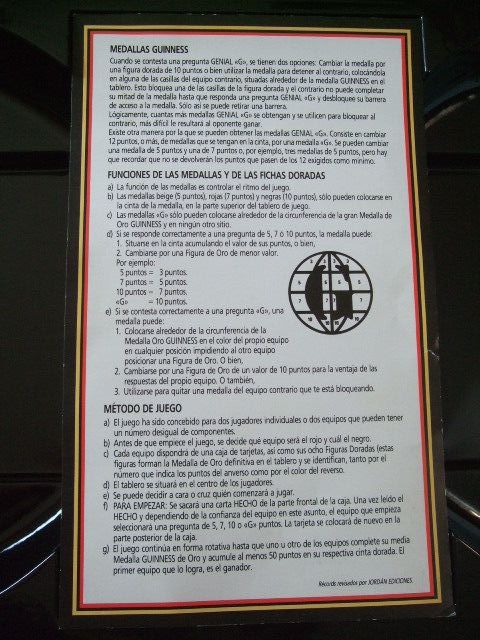 MEDALLAS GUINNESS
Cuando se contesta una pregunta GENIAL «G», se tienen dos opciones: Cambiar la medalla por
una figura dorada de 10 puntos o bien utilizar la medalla para detener al contrario, colocándola
en alguna de las casillas del equipo contrario, situadas alrededor de la medalla GUINNESS en el
tablero. Esto bloquea una de las casillas de la figura dorada y el contrario no puede completar
su mitad de la medalla hasta que responda una pregunta GENIAL «G» y desbloquee su barrera
de acceso a la medalla. Sólo así se puede retirar una barrera.
Lógicamente, cuantas más medallas GENIAL «G» se obtengan y se utilicen para bloquear al
contrario, más difícil le resultará al oponente ganar.
Existe otra manera por la que se pueden obtener las medallas GENIAL «G». Consiste en cambiar
12 puntos, o más, de medallas que se tengan en la cinta, por una medalla «G». Se pueden cambiar
una medalla de 5 puntos y una de 7 puntos o, por ejemplo, tres medallas de 5 puntos, pero hay
que recordar que no se devolverán los puntos que pasen de los 12 exigidos como mínimo.
FUNCIONES DE LAS MEDALLAS Y DE LAS FICHAS DORADAS
a) La función de las medallas es controlar el ritmo del juego.
b) Las medallas beige (5 puntos), rojas (7 puntos) y negras (10 puntos), sólo pueden colocarse en
la cinta de la medalla, en la parte superior del tablero de juego.
c) Las medallas «G» sólo pueden colocarse alrededor de la circunferencia de la gran Medalla de
Oro GUINNESS y en ningún otro sitio.
d) Si se responde correctamente a una pregunta de 5, 7 ó 10 puntos, la medalla puede:
1. Situarse en la cinta acumulando el valor de sus puntos, o bien,
2. Cambiarse por una Figura de Oro de menor valor.
Por ejemplo:
5 puntos = 3 puntos.
7 puntos = 5 puntos.
10 puntos = 7 puntos.
«G» = 10 puntos.
e) Si se contesta correctamente a una pregunta «G», una
medalla puede:
1. Colocarse alrededor de la circunferencia de la
Medalla Oro GUINNESS en el color del propio equipo
en cualquier posición impidiendo al otro equipo
posicionar una Figura de Oro. O bien,
2. Cambiarse por una Figura de Oro de un valor de 10 puntos para la ventaja de las
respuestas del propio equipo. O también,
3. Utilizarse para quitar una medalla del equipo contrario que te está bloqueando.
MÉTODO DE JUEGO
a) El juego ha sido concebido para dos jugadores individuales o dos equipos que pueden tener
un número desigual de componentes.
b) Antes de que empiece el juego, se decide qué equipo será el rojo y cuál el negro.
c) Cada equipo dispondrá de una caja de tarjetas, así como sus ocho Figuras Doradas (estas
figuras forman la Medalla de Oro definitiva en el tablero y se identifican, tanto por el
número que indica los puntos del anverso como por el color del reverso.
d) El tablero se situará en el centro de los jugadores.
e) Se puede decidir a cara o cruz quién comenzará a jugar.
f) PARA EMPEZAR: Se sacará una carta HECHO de la parte frontal de la caja. Una vez leído el
HECHO y dependiendo de la confianza del equipo en este asunto, el equipo que empieza
seleccionará una pregunta de 5, 7, 10 o «G» puntos. La tarjeta se colocará de nuevo en la
parte posterior de la caja.
g) El juego continúa en forma rotativa hasta que uno u otro de los equipos complete su media
Medalla GUINNESS de Oro y acumule al menos 50 puntos en su respectiva cinta dorada. El
primer equipo que lo logra, es el ganador.
Récords revisados por JORDÁN EDICIONES.